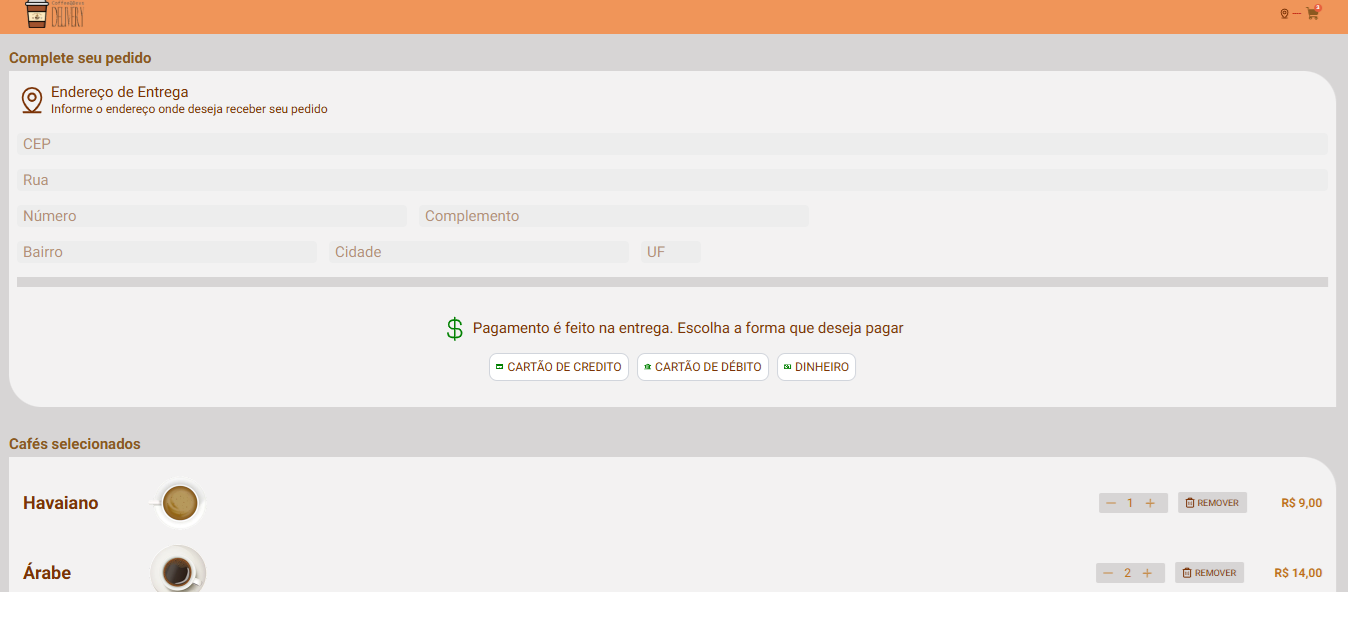 DELIVERY
3
Complete seu pedido
Endereço de Entrega
Informe o endereço onde deseja receber seu pedido
CEP
Rua
Número Complemento
Bairro Cidade UF
Pagamento é feito na entrega. Escolha a forma que deseja pagar
CARTÃO DE CREDITO CARTÃO DE DÉBITO DINHEIRO
Cafés selecionados
Havaiano — 1 + REMOVER R$ 9,00
Árabe — 2 + REMOVER R$ 14,00